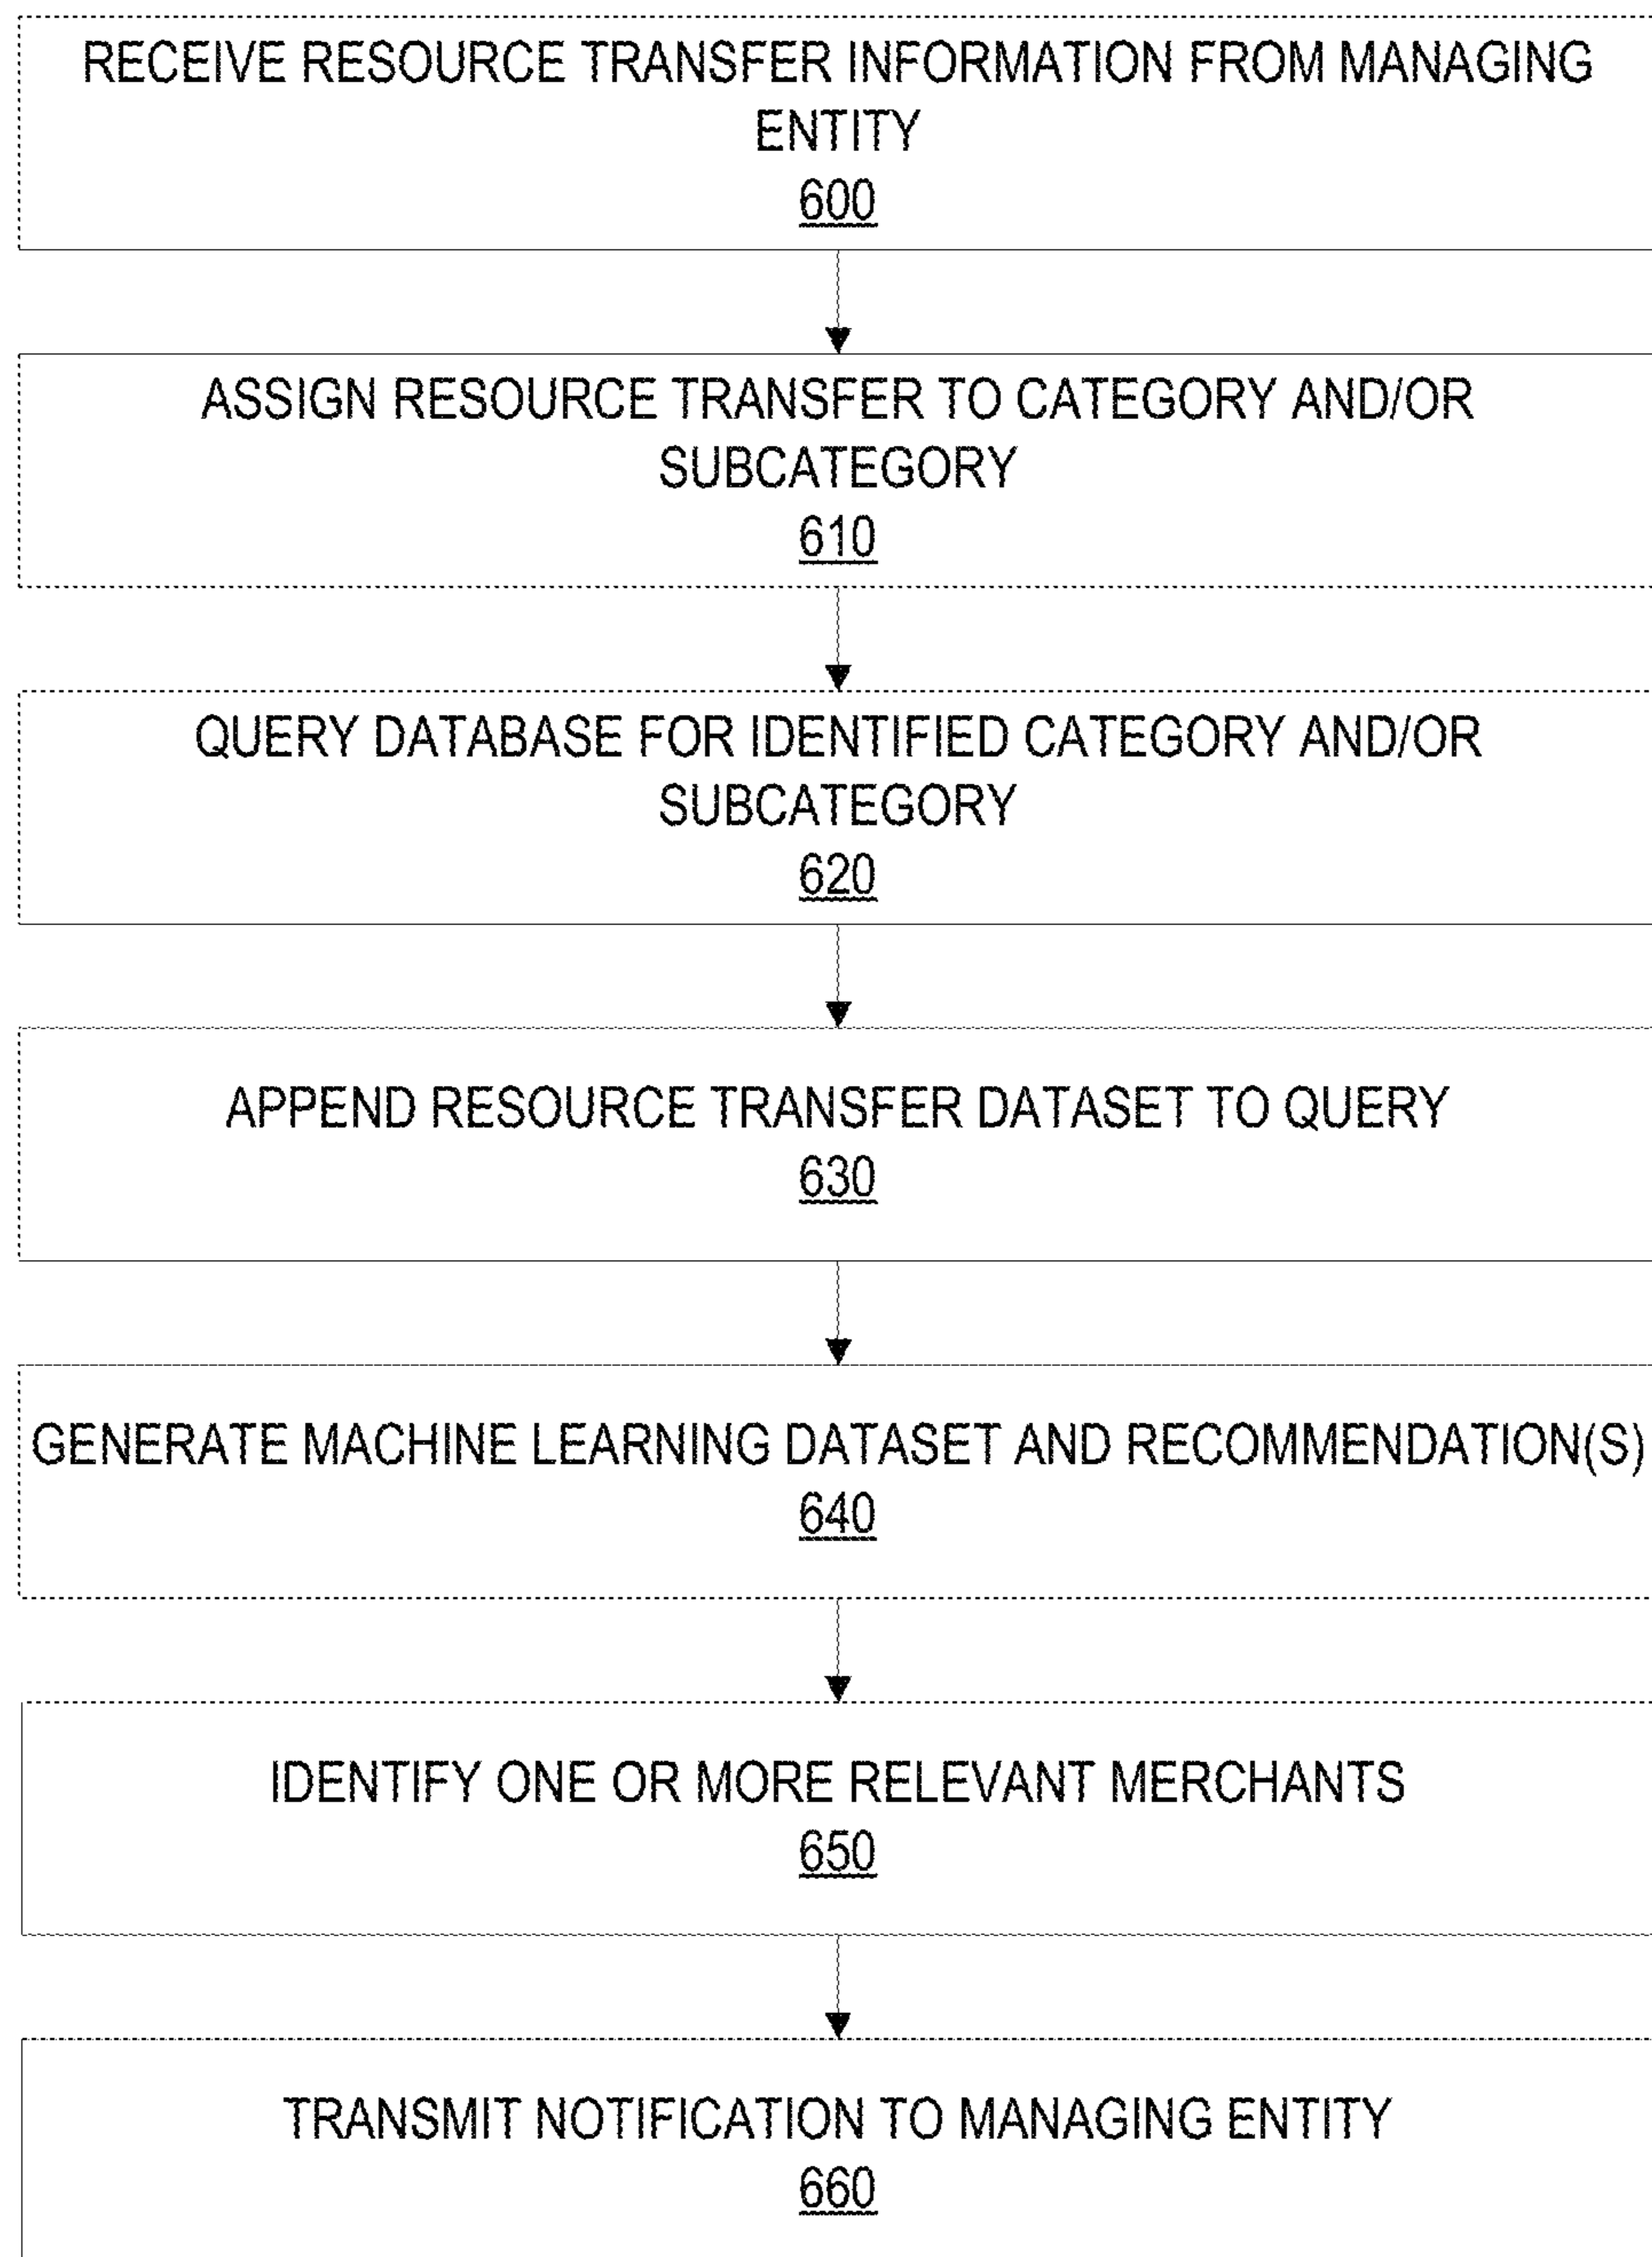 RECEIVE RESOURCE TRANSFER INFORMATION FROM MANAGING
ENTITY
600
ASSIGN RESOURCE TRANSFER TO CATEGORY AND/OR
SUBCATEGORY
610
QUERY DATABASE FOR IDENTIFIED CATEGORY AND/OR
SUBCATEGORY
620
APPEND RESOURCE TRANSFER DATASET TO QUERY
630
GENERATE MACHINE LEARNING DATASET AND RECOMMENDATION(S)
640
IDENTIFY ONE OR MORE RELEVANT MERCHANTS
650
TRANSMIT NOTIFICATION TO MANAGING ENTITY
660